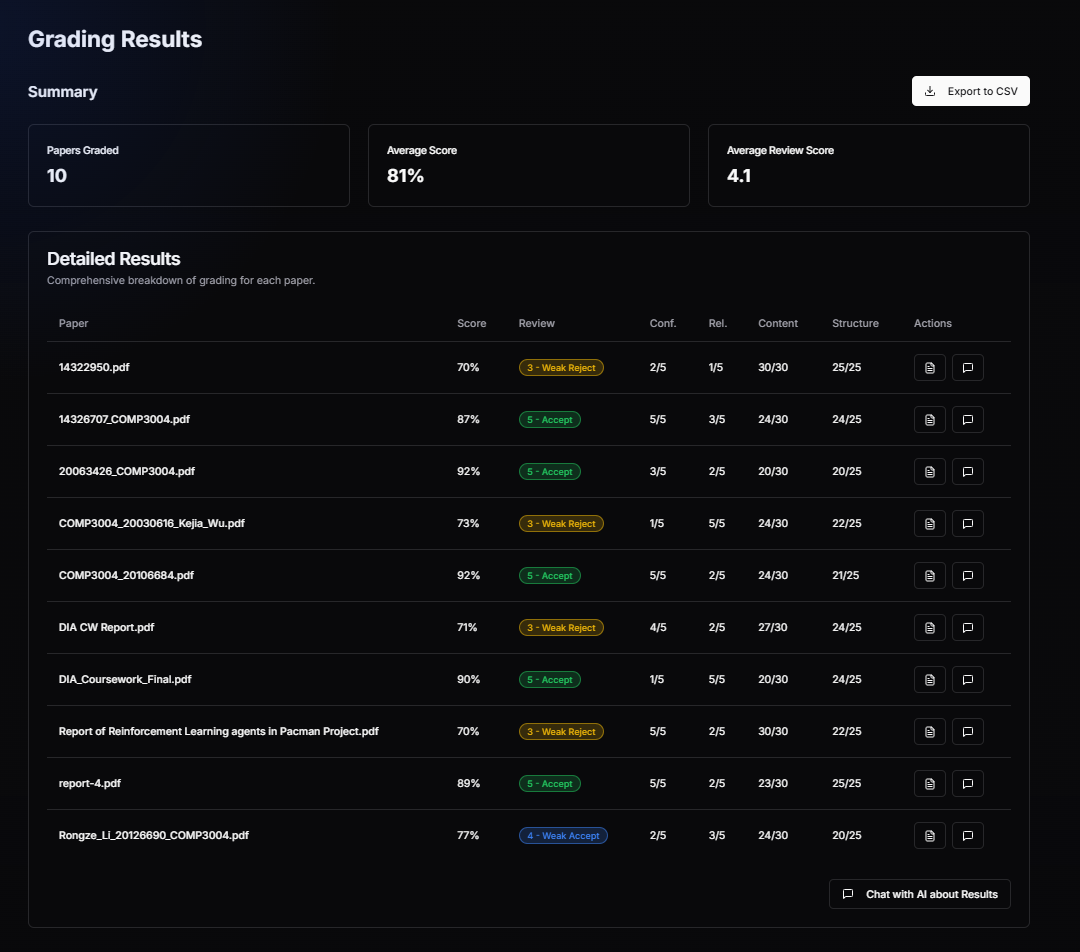 Grading Results
Summary
Export to CSV
Papers Graded
10
Average Score
81%
Average Review Score
4.1
Detailed Results
Comprehensive breakdown of grading for each paper.
Paper Score Review Conf. Rel. Content Structure Actions
14322950.pdf 70% 3 - Weak Reject 2/5 1/5 30/30 25/25
14326707_COMP3004.pdf 87% 5 - Accept 5/5 3/5 24/30 24/25
20063426_COMP3004.pdf 92% 5 - Accept 3/5 2/5 20/30 20/25
COMP3004_20030616_Kejia_Wu.pdf 73% 3 - Weak Reject 1/5 5/5 24/30 22/25
COMP3004_20106684.pdf 92% 5 - Accept 5/5 2/5 24/30 21/25
DIA CW Report.pdf 71% 3 - Weak Reject 4/5 2/5 27/30 24/25
DIA_Coursework_Final.pdf 90% 5 - Accept 1/5 5/5 20/30 24/25
Report of Reinforcement Learning agents in Pacman Project.pdf 70% 3 - Weak Reject 5/5 2/5 30/30 22/25
report-4.pdf 89% 5 - Accept 5/5 2/5 23/30 25/25
Rongze_Li_20126690_COMP3004.pdf 77% 4 - Weak Accept 2/5 3/5 24/30 20/25
Chat with AI about Results